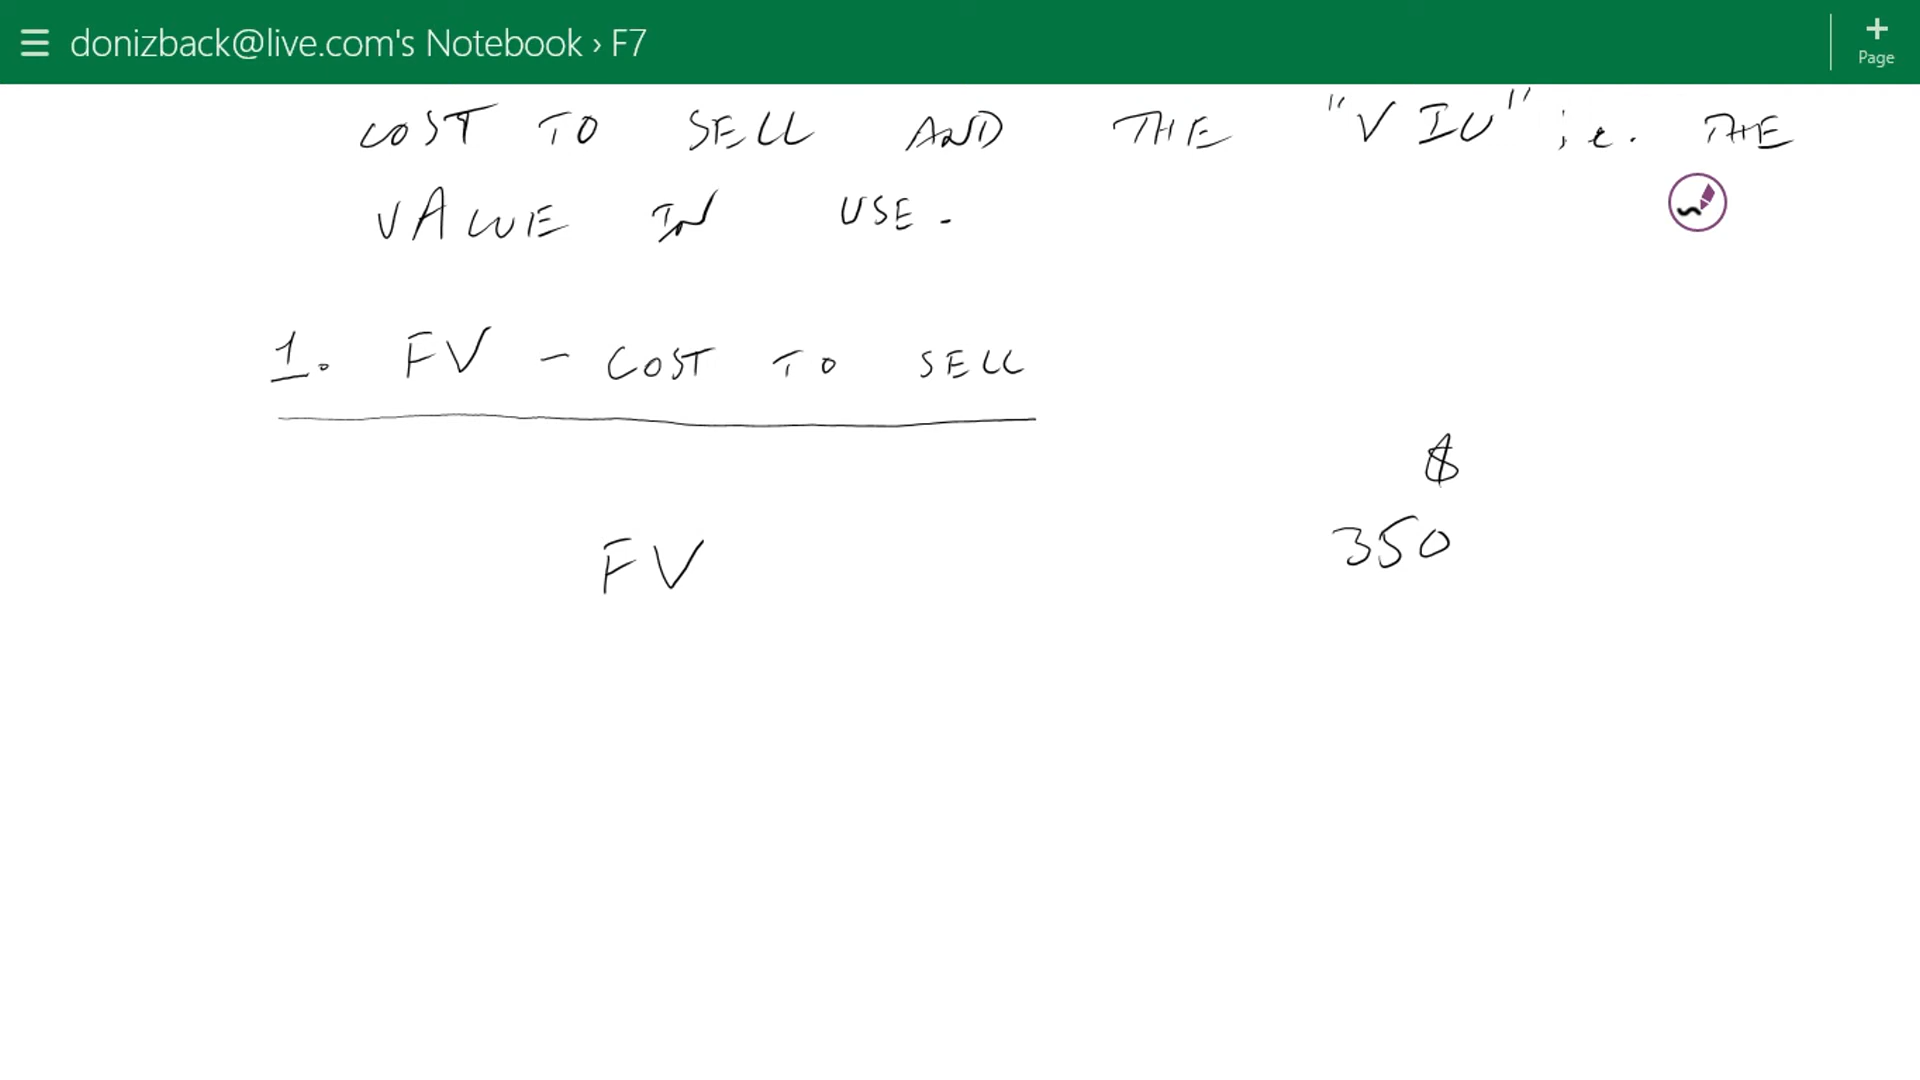 donizback@live.com's Notebook › F7
+
Page
COST TO SELL AND THE "VIU" i.e. THE
VALUE IN USE.
1. FV - COST TO SELL
$
FV 350